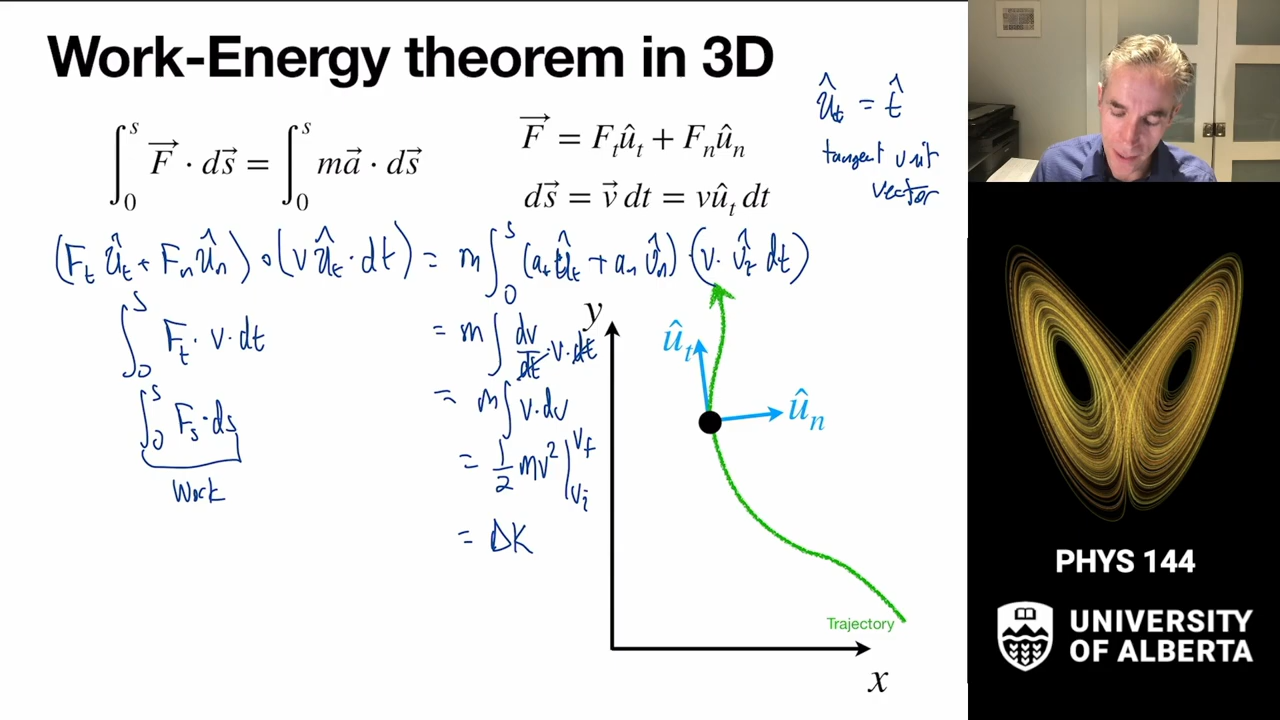 Work-Energy theorem in 3D
∫₀ˢ F⃗ · ds⃗ = ∫₀ˢ ma⃗ · ds⃗
F⃗ = Fₜûₜ + Fₙûₙ
ds⃗ = v⃗ dt = vûₜ dt
ûₜ = t̂
tangent unit
vector
(Fₜ ûₜ + Fₙ ûₙ) · (v ûₜ · dt) = m ∫₀ˢ (aₜ ûₜ + aₙ ûₙ) · (v · ûₜ dt)
∫₀ˢ Fₜ · v · dt = m ∫ dv/dt · v · dt
= m ∫ v · dv
∫₀ˢ Fₛ · ds
Work
= 1/2 mv² |ᵥᵢ^vf
= ΔK
y
ûₜ
ûₙ
Trajectory
x
PHYS 144
UNIVERSITY
OF ALBERTA